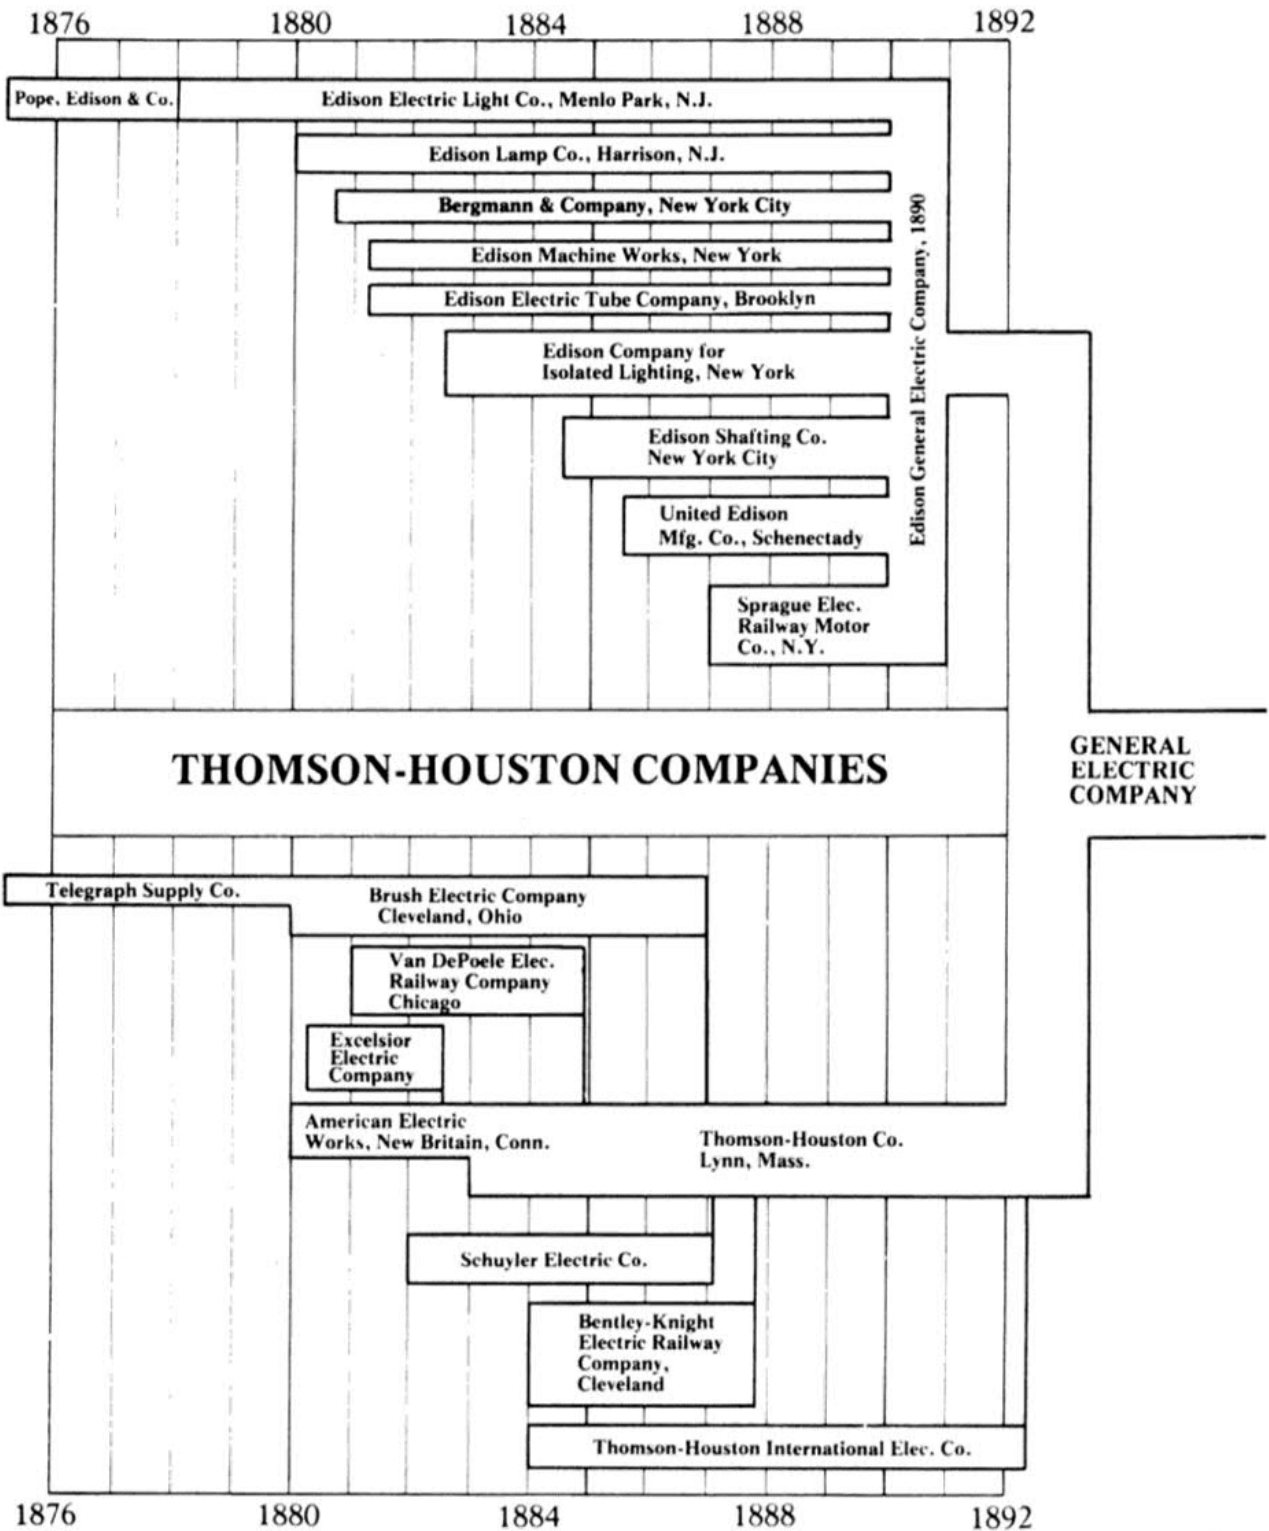 1876 1880 1884 1888 1892
Pope, Edison & Co. Edison Electric Light Co., Menlo Park, N.J.
Edison Lamp Co., Harrison, N.J.
Bergmann & Company, New York City
Edison Machine Works, New York
Edison Electric Tube Company, Brooklyn
Edison Company for
Isolated Lighting, New York
Edison Shafting Co.
New York City
United Edison
Mfg. Co., Schenectady
Sprague Elec.
Railway Motor
Co., N.Y.
Edison General Electric Company, 1890
THOMSON-HOUSTON COMPANIES
GENERAL
ELECTRIC
COMPANY
Telegraph Supply Co.
Brush Electric Company
Cleveland, Ohio
Van DePoele Elec.
Railway Company
Chicago
Excelsior
Electric
Company
American Electric
Works, New Britain, Conn.
Thomson-Houston Co.
Lynn, Mass.
Schuyler Electric Co.
Bentley-Knight
Electric Railway
Company,
Cleveland
Thomson-Houston International Elec. Co.
1876 1880 1884 1888 1892